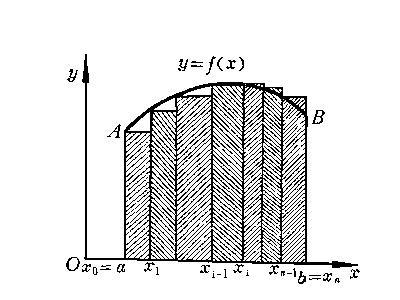 y=f(x)
y
A
B
O x₀=a x₁ xᵢ₋₁ xᵢ xₙ₋₁ b=xₙ x